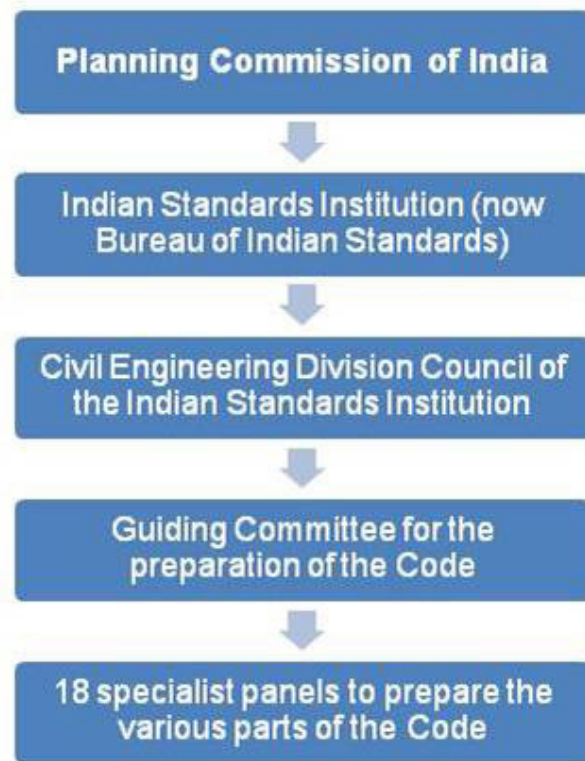 Planning Commission of India
Indian Standards Institution (now
Bureau of Indian Standards)
Civil Engineering Division Council of
the Indian Standards Institution
Guiding Committee for the
preparation of the Code
18 specialist panels to prepare the
various parts of the Code